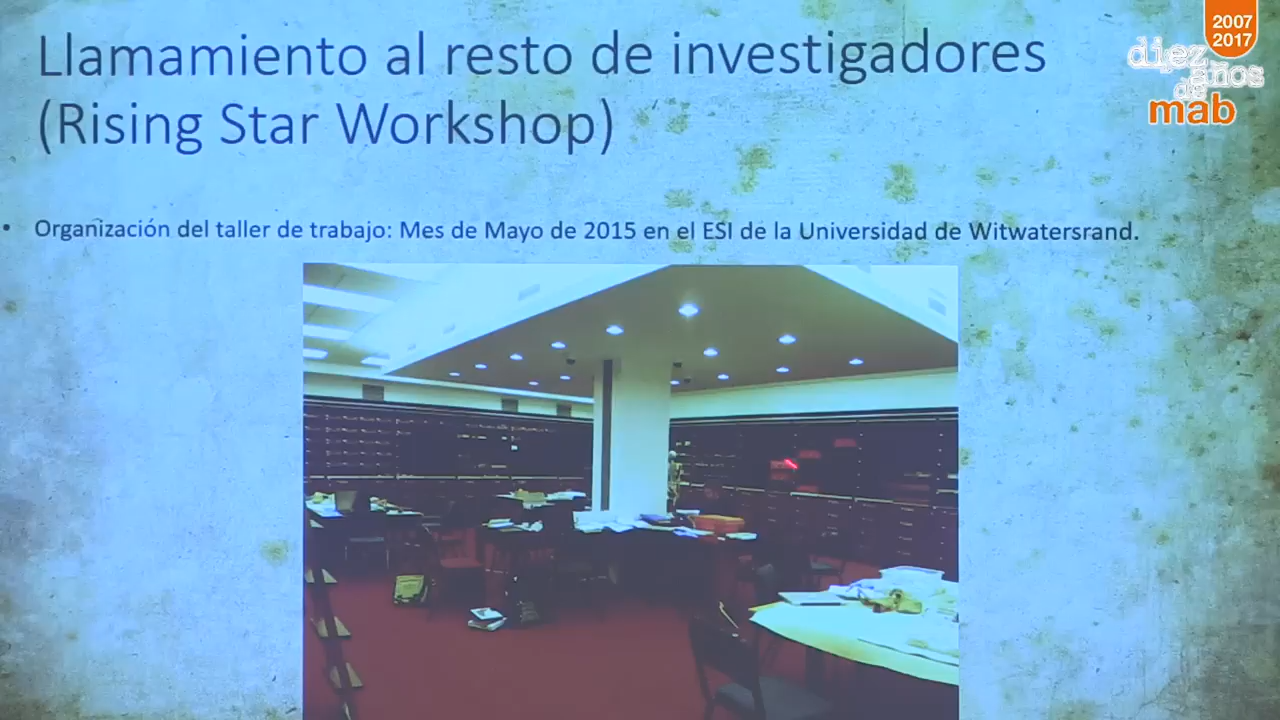 Llamamiento al resto de investigadores
(Rising Star Workshop)
2007
2017
diez
años
de
mab
• Organización del taller de trabajo: Mes de Mayo de 2015 en el ESI de la Universidad de Witwatersrand.